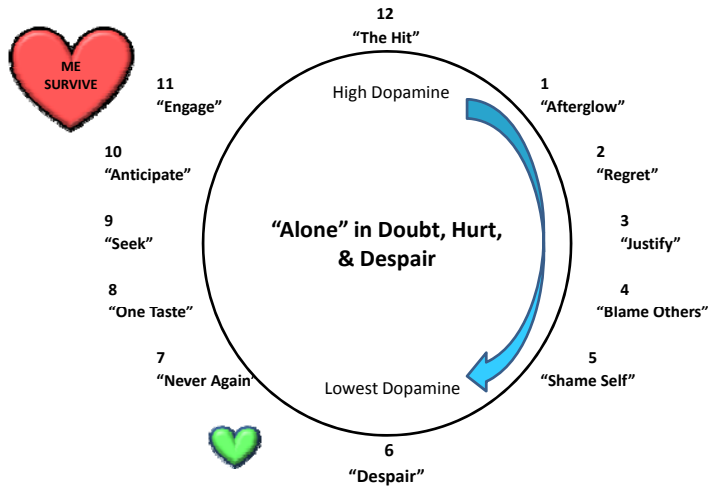 12
“The Hit”
ME
SURVIVE
High Dopamine
11
“Engage”
1
“Afterglow”
10
“Anticipate”
2
“Regret”
9
“Seek”
“Alone” in Doubt, Hurt,
& Despair
3
“Justify”
8
“One Taste”
4
“Blame Others”
7
“Never Again”
Lowest Dopamine
5
“Shame Self”
6
“Despair”